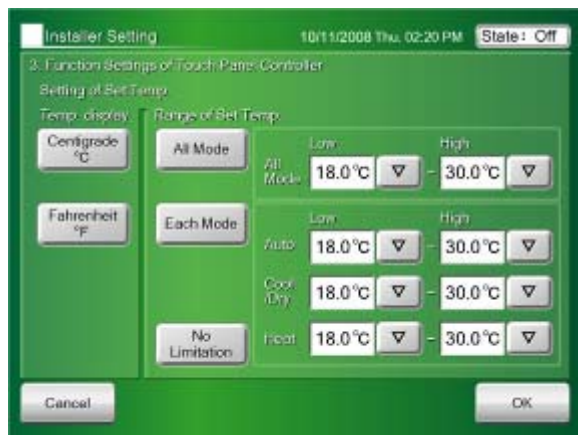 Installer Setting 10/11/2008 Thu. 02:20 PM State: Off
3. Function Settings of Touch Panel Controller
Setting of Set Temp.
Temp. display Range of Set Temp.
Centigrade
°C
All Mode
Low High
All
Mode 18.0°C ▽ - 30.0°C ▽
Fahrenheit
°F
Each Mode
Low High
Auto 18.0°C ▽ - 30.0°C ▽
Cool
/Dry 18.0°C ▽ - 30.0°C ▽
No
Limitation
Heat 18.0°C ▽ - 30.0°C ▽
Cancel OK